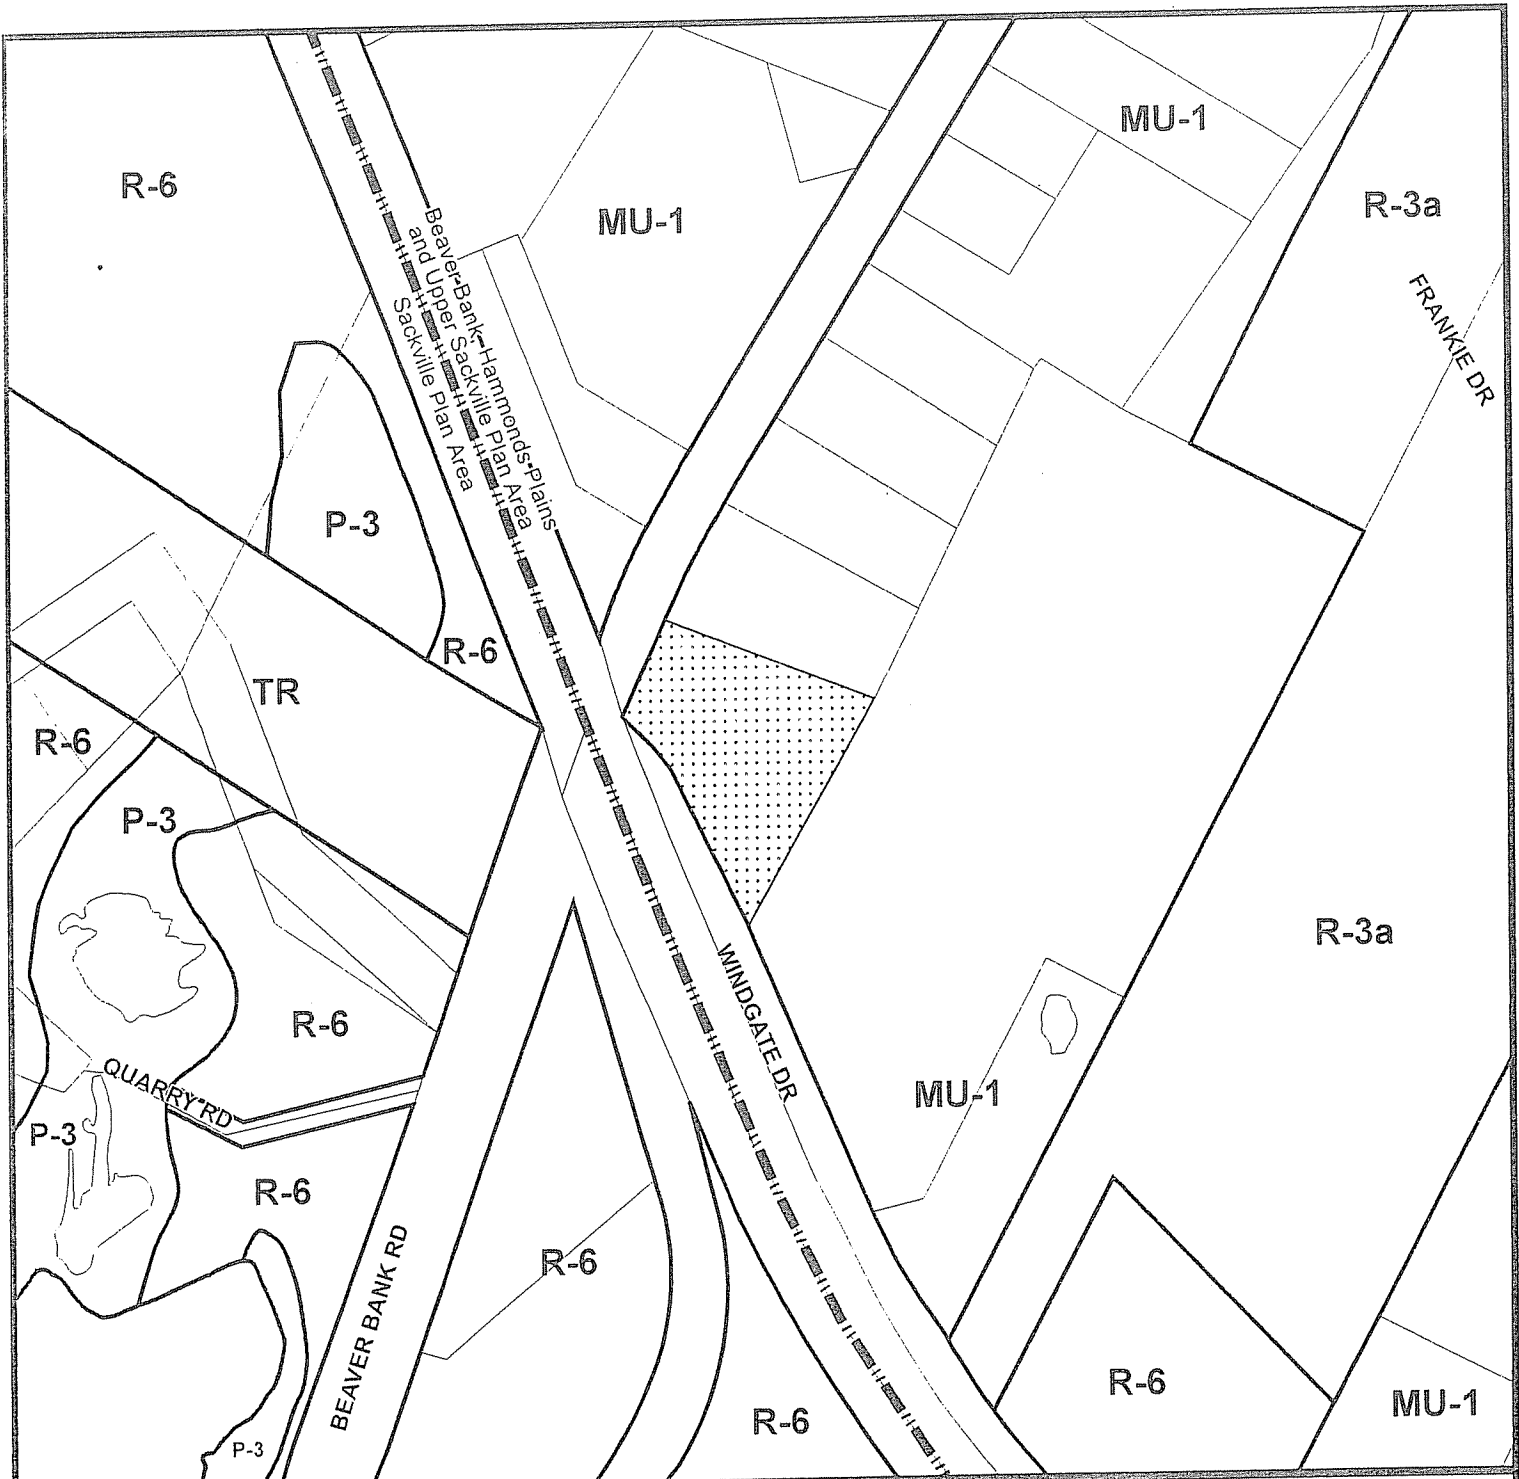 MU-1
R-6
R-3a
MU-1
Beaver Bank, Hammonds Plains
and Upper Sackville Plan Area
Sackville Plan Area
FRANKIE DR
P-3
R-6
TR
R-6
P-3
R-3a
WINDGATE DR
R-6
QUARRY RD
MU-1
P-3
R-6
BEAVER BANK RD
R-6
R-6
MU-1
R-6
P-3